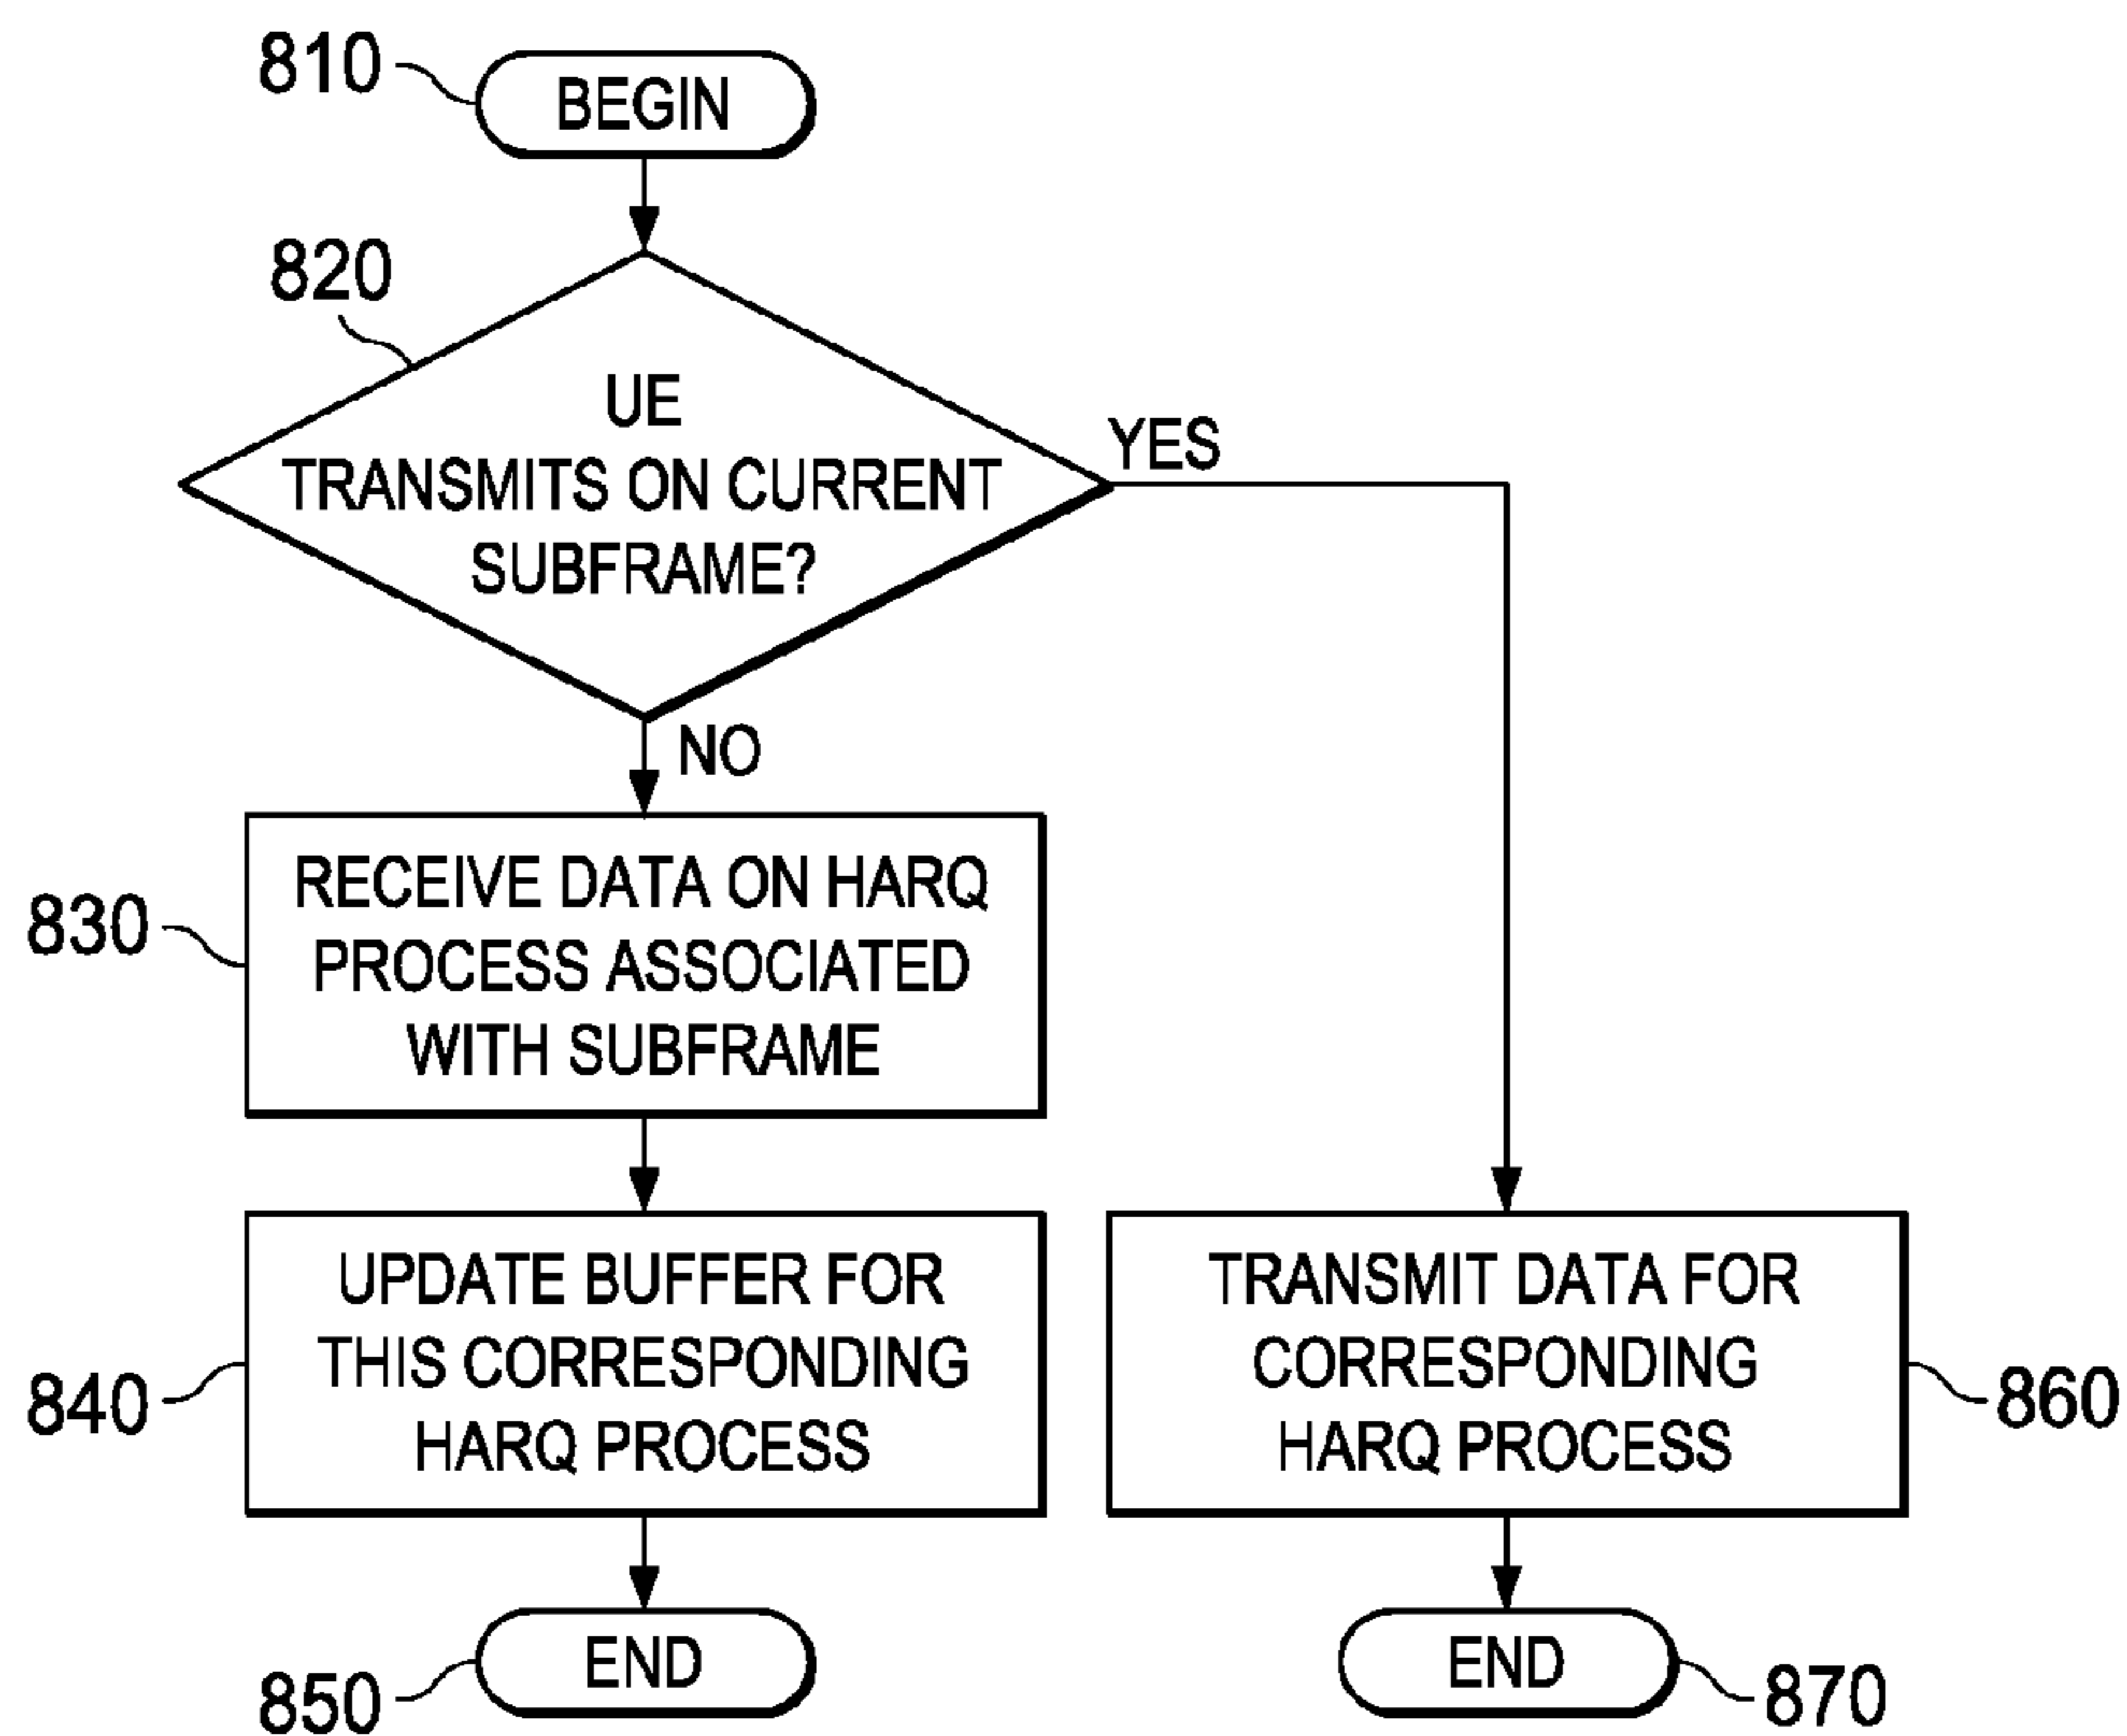 810
BEGIN
820
UE
TRANSMITS ON CURRENT
SUBFRAME?
YES
NO
830
RECEIVE DATA ON HARQ
PROCESS ASSOCIATED
WITH SUBFRAME
840
UPDATE BUFFER FOR
THIS CORRESPONDING
HARQ PROCESS
TRANSMIT DATA FOR
CORRESPONDING
HARQ PROCESS
860
850
END
END
870